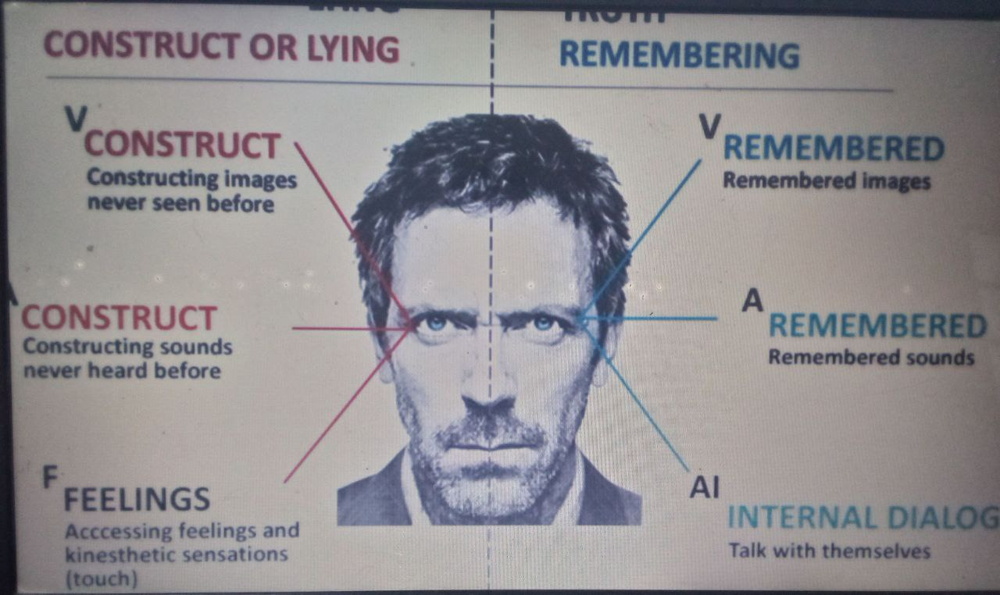 CONSTRUCT OR LYING
REMEMBERING
V
CONSTRUCT
Constructing images
never seen before
V
REMEMBERED
Remembered images
CONSTRUCT
Constructing sounds
never heard before
A
REMEMBERED
Remembered sounds
F
FEELINGS
Acccessing feelings and
kinesthetic sensations
(touch)
AI
INTERNAL DIALOG
Talk with themselves